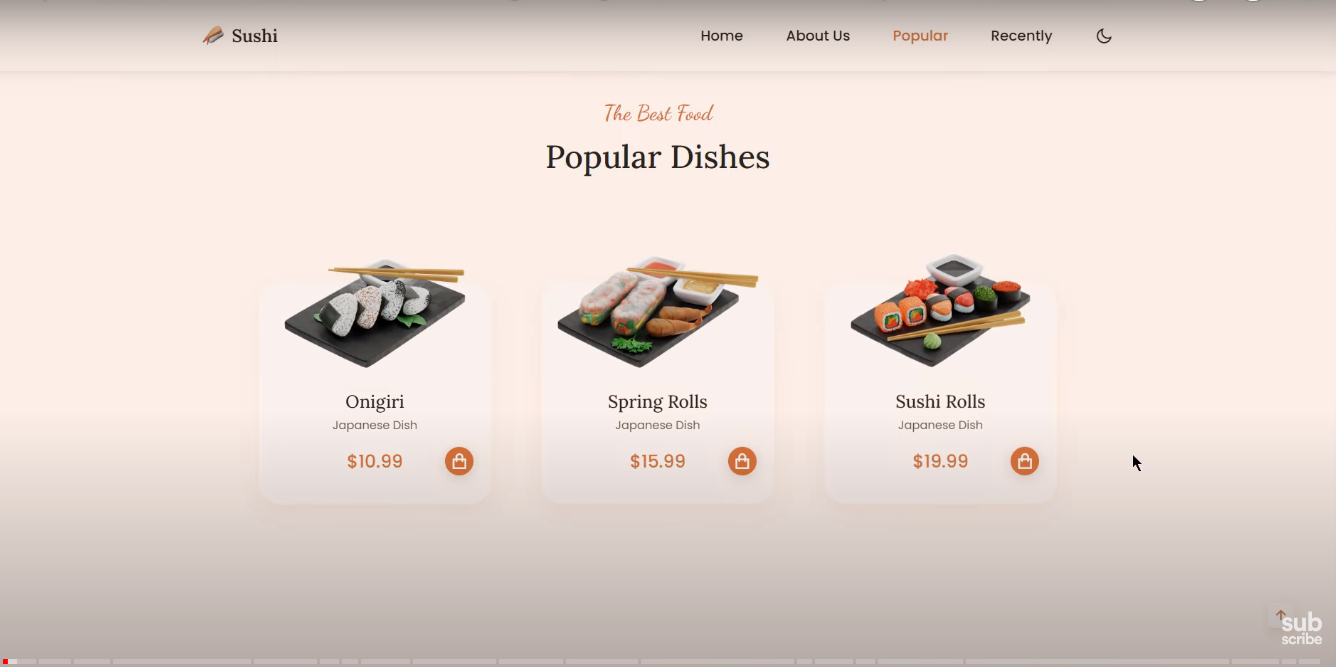 Sushi
Home About Us Popular Recently
The Best Food
Popular Dishes
Onigiri
Japanese Dish
$10.99
Spring Rolls
Japanese Dish
$15.99
Sushi Rolls
Japanese Dish
$19.99
sub
scribe